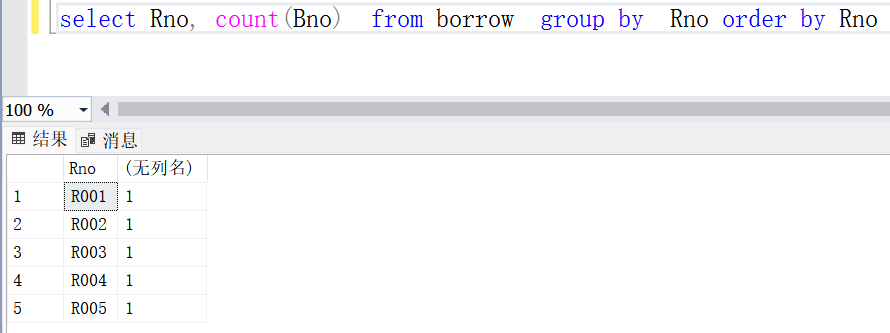 select Rno, count(Bno)  from borrow  group by  Rno order by Rno
100 %
结果 消息
Rno (无列名)
1 R001 1
2 R002 1
3 R003 1
4 R004 1
5 R005 1